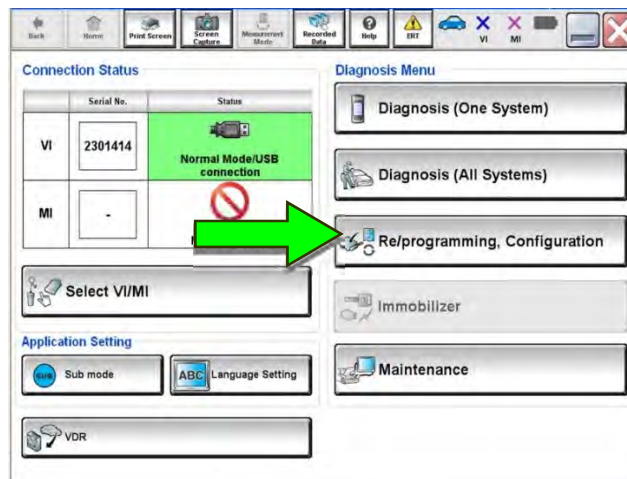 Back
Home
Print Screen
Screen Capture
Measurement Mode
Recorded Data
Help
ERT
VI
MI
Connection Status
Serial No.
Status
VI
2301414
Normal Mode/USB connection
MI
-
Select VI/MI
Application Setting
SUB
Sub mode
ABC
Language Setting
VDR
Diagnosis Menu
Diagnosis (One System)
Diagnosis (All Systems)
Re/programming, Configuration
Immobilizer
Maintenance